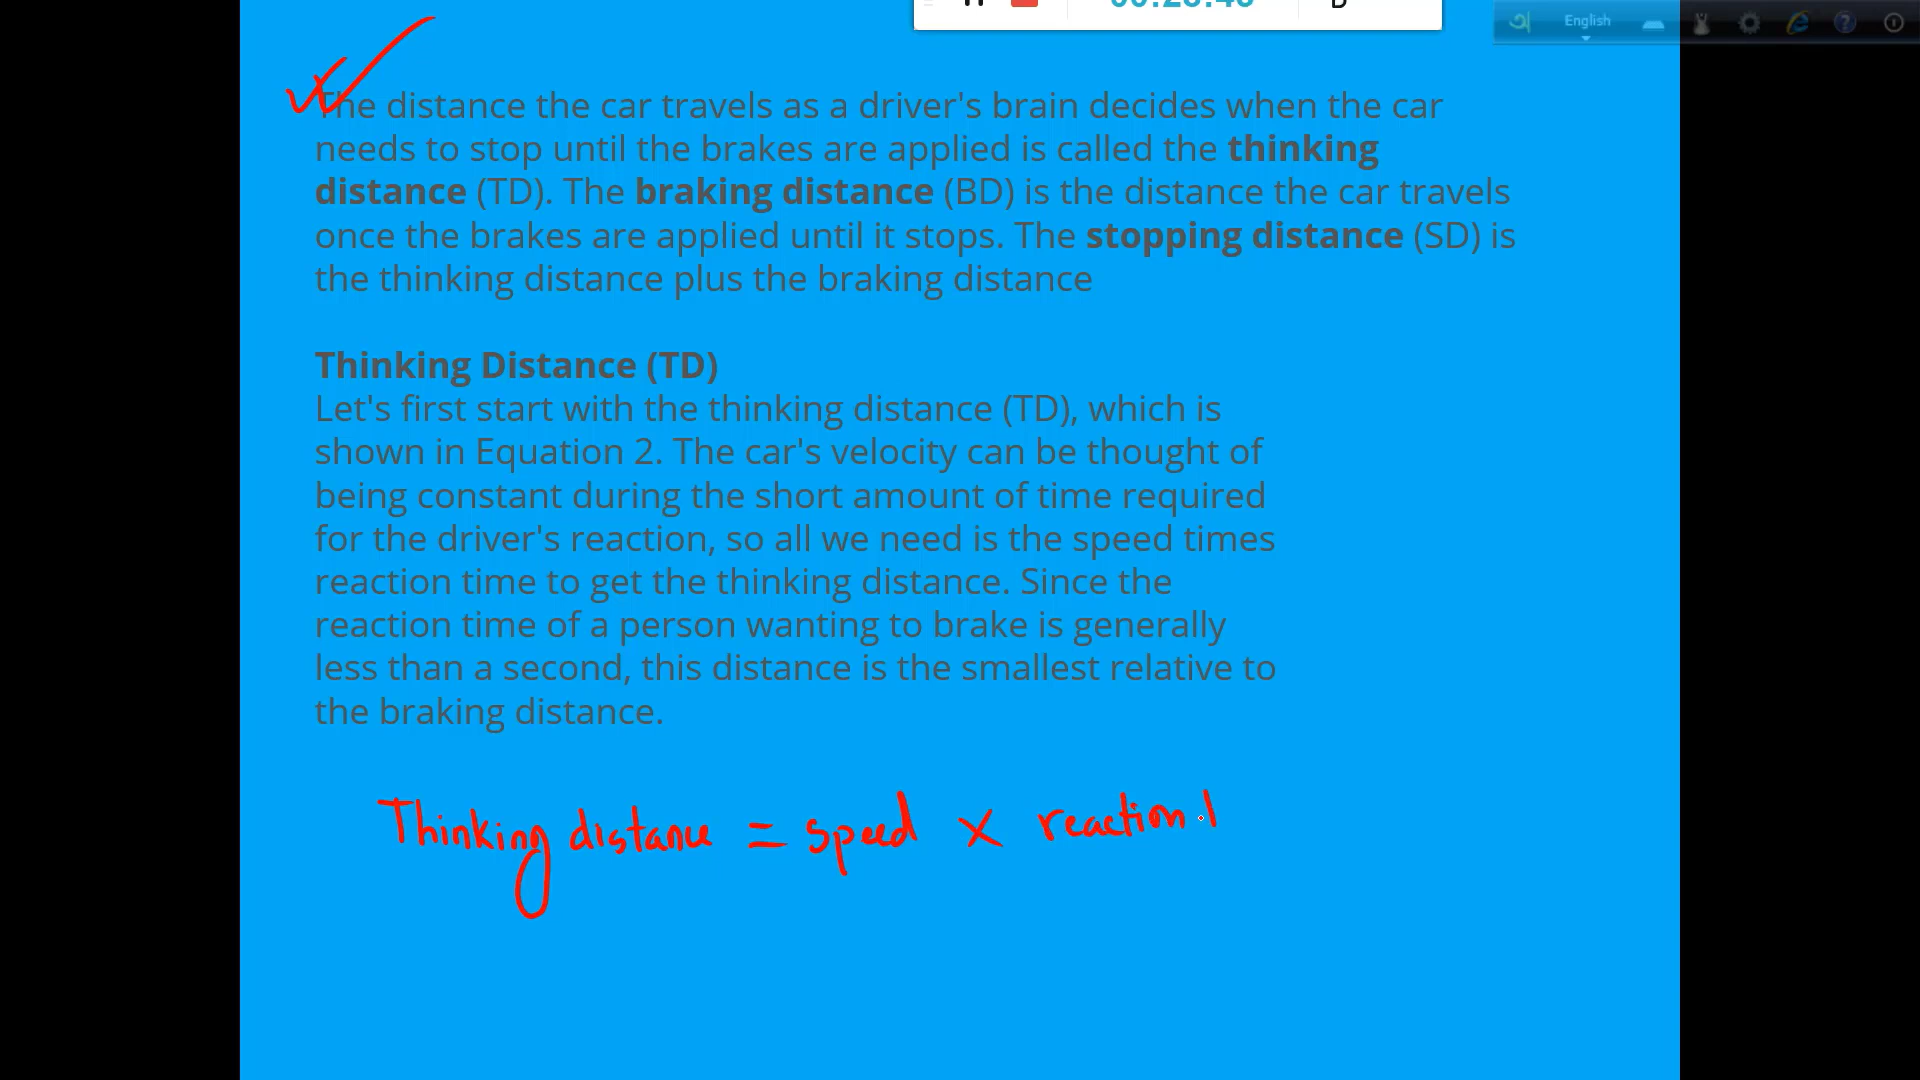 English
The distance the car travels as a driver's brain decides when the car
needs to stop until the brakes are applied is called the thinking
distance (TD). The braking distance (BD) is the distance the car travels
once the brakes are applied until it stops. The stopping distance (SD) is
the thinking distance plus the braking distance
Thinking Distance (TD)
Let's first start with the thinking distance (TD), which is
shown in Equation 2. The car's velocity can be thought of
being constant during the short amount of time required
for the driver's reaction, so all we need is the speed times
reaction time to get the thinking distance. Since the
reaction time of a person wanting to brake is generally
less than a second, this distance is the smallest relative to
the braking distance.
Thinking distance = speed × reaction